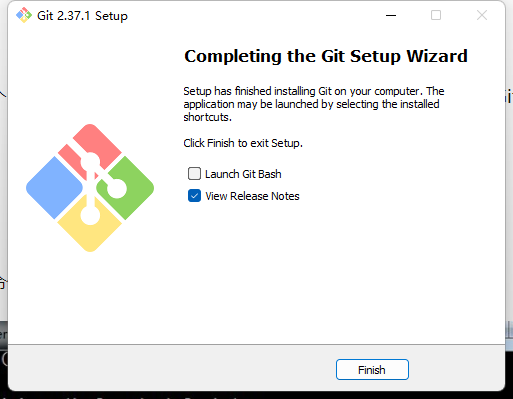 Git 2.37.1 Setup
Completing the Git Setup Wizard
Setup has finished installing Git on your computer. The
application may be launched by selecting the installed
shortcuts.
Click Finish to exit Setup.
Launch Git Bash
View Release Notes
Finish